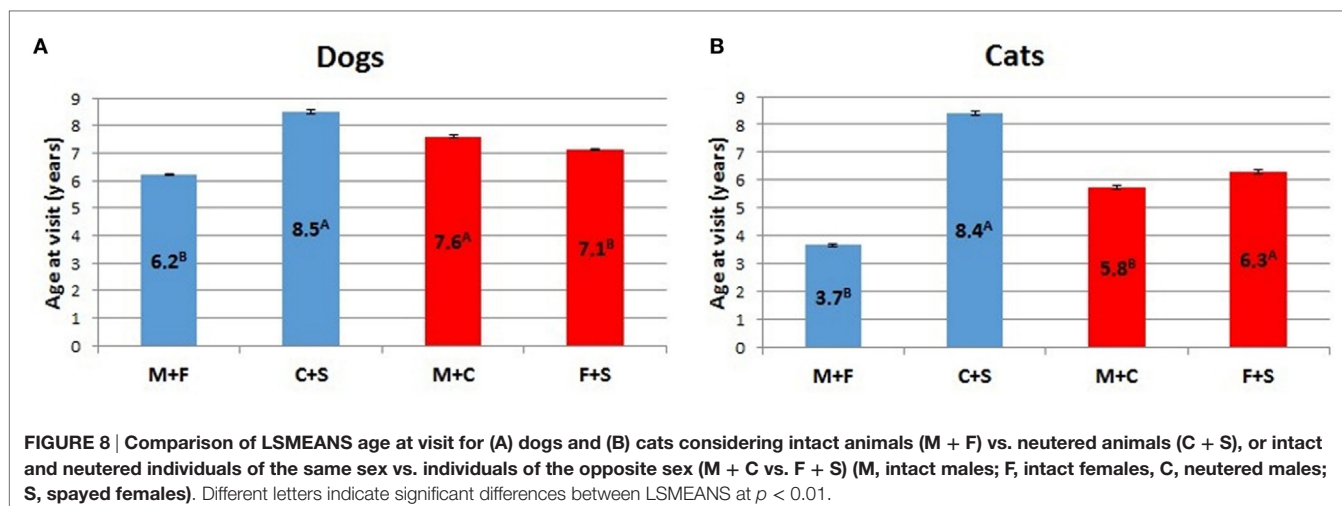 A
Dogs
Age at visit (years)
9
8
7
6
5
4
3
2
1
0
6.2ᴮ
8.5ᴬ
7.6ᴬ
7.1ᴮ
M+F
C+S
M+C
F+S
B
Cats
Age at visit (years)
9
8
7
6
5
4
3
2
1
0
3.7ᴮ
8.4ᴬ
5.8ᴮ
6.3ᴬ
M+F
C+S
M+C
F+S
FIGURE 8 | Comparison of LSMEANS age at visit for (A) dogs and (B) cats considering intact animals (M + F) vs. neutered animals (C + S), or intact
and neutered individuals of the same sex vs. individuals of the opposite sex (M + C vs. F + S) (M, intact males; F, intact females, C, neutered males;
S, spayed females). Different letters indicate significant differences between LSMEANS at p < 0.01.